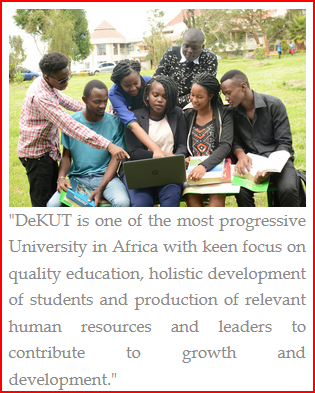 "DeKUT is one of the most progressive
University in Africa with keen focus on
quality education, holistic development
of students and production of relevant
human resources and leaders to
contribute to growth and
development."